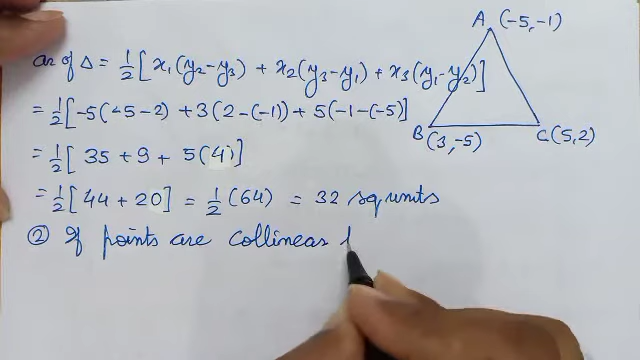 A (-5,-1)
ar of Δ = 1/2 [ x₁(y₂-y₃) + x₂(y₃-y₁) + x₃(y₁-y₂) ]
= 1/2 [ -5(-5-2) + 3(2-(-1)) + 5(-1-(-5) ]
B (3,-5) C (5,2)
= 1/2 [ 35 + 9 + 5(4) ]
= 1/2 [ 44 + 20 ] = 1/2 (64) = 32 sq units
② If points are collinear